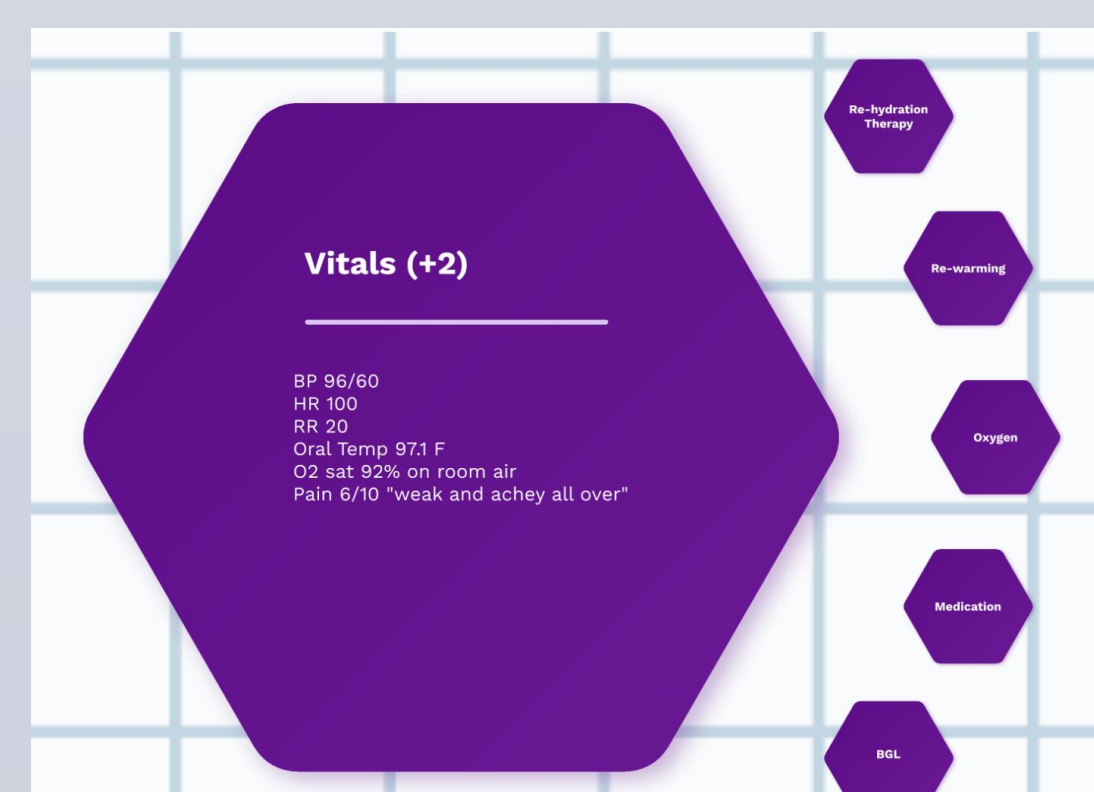 Vitals (+2)
BP 96/60
HR 100
RR 20
Oral Temp 97.1 F
O2 sat 92% on room air
Pain 6/10 "weak and achey all over"
Re-hydration
Therapy
Re-warming
Oxygen
Medication
BGL